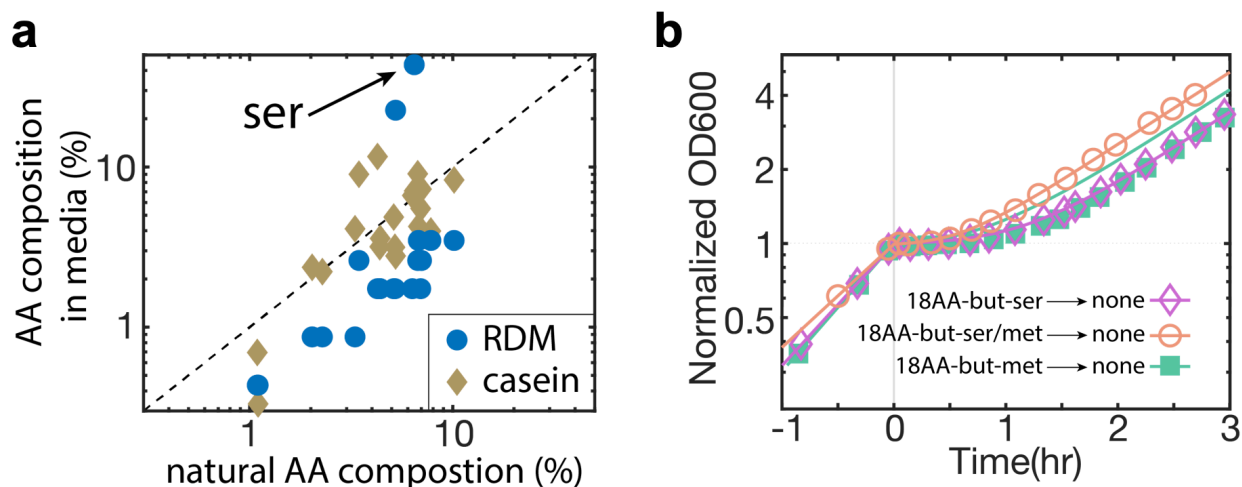 a
AA composition
in media (%)
10
1
ser
RDM
casein
1
10
natural AA compostion (%)
b
Normalized OD600
4
2
1
0.5
18AA-but-ser → none
18AA-but-ser/met → none
18AA-but-met → none
-1
0
1
2
3
Time(hr)